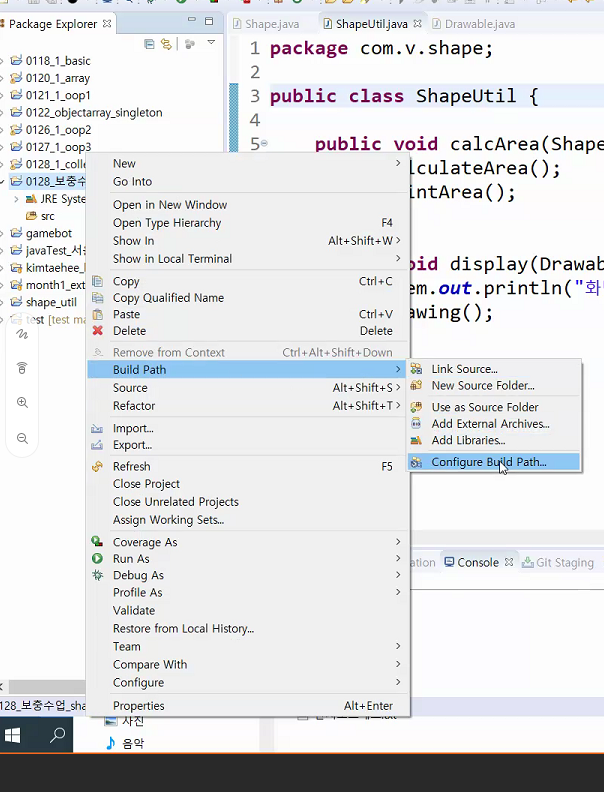 Package Explorer
Shape.java
ShapeUtil.java
Drawable.java
0118_1_basic
0120_1_array
0121_1_oop1
0122_objectarray_singleton
0126_1_oop2
0127_1_oop3
0128_1_colle
0128_보충수
JRE Syste
src
gamebot
javaTest_서
kimtaehee_
month1_ext
shape_util
test [test ma
1 package com.v.shape;
2
3 public class ShapeUtil {
4
5 public void calcArea(Shape
lculateArea();
intArea();
id display(Drawab
em.out.println("화
awing();
New
Go Into
Open in New Window
Open Type Hierarchy F4
Show In Alt+Shift+W
Show in Local Terminal
Copy Ctrl+C
Copy Qualified Name
Paste Ctrl+V
Delete Delete
Remove from Context Ctrl+Alt+Shift+Down
Build Path
Source Alt+Shift+S
Refactor Alt+Shift+T
Import...
Export...
Refresh F5
Close Project
Close Unrelated Projects
Assign Working Sets...
Coverage As
Run As
Debug As
Profile As
Validate
Restore from Local History...
Team
Compare With
Configure
Properties Alt+Enter
Link Source...
New Source Folder...
Use as Source Folder
Add External Archives...
Add Libraries...
Configure Build Path...
ation
Console
Git Staging
128_보충수업_sha
사진
음악